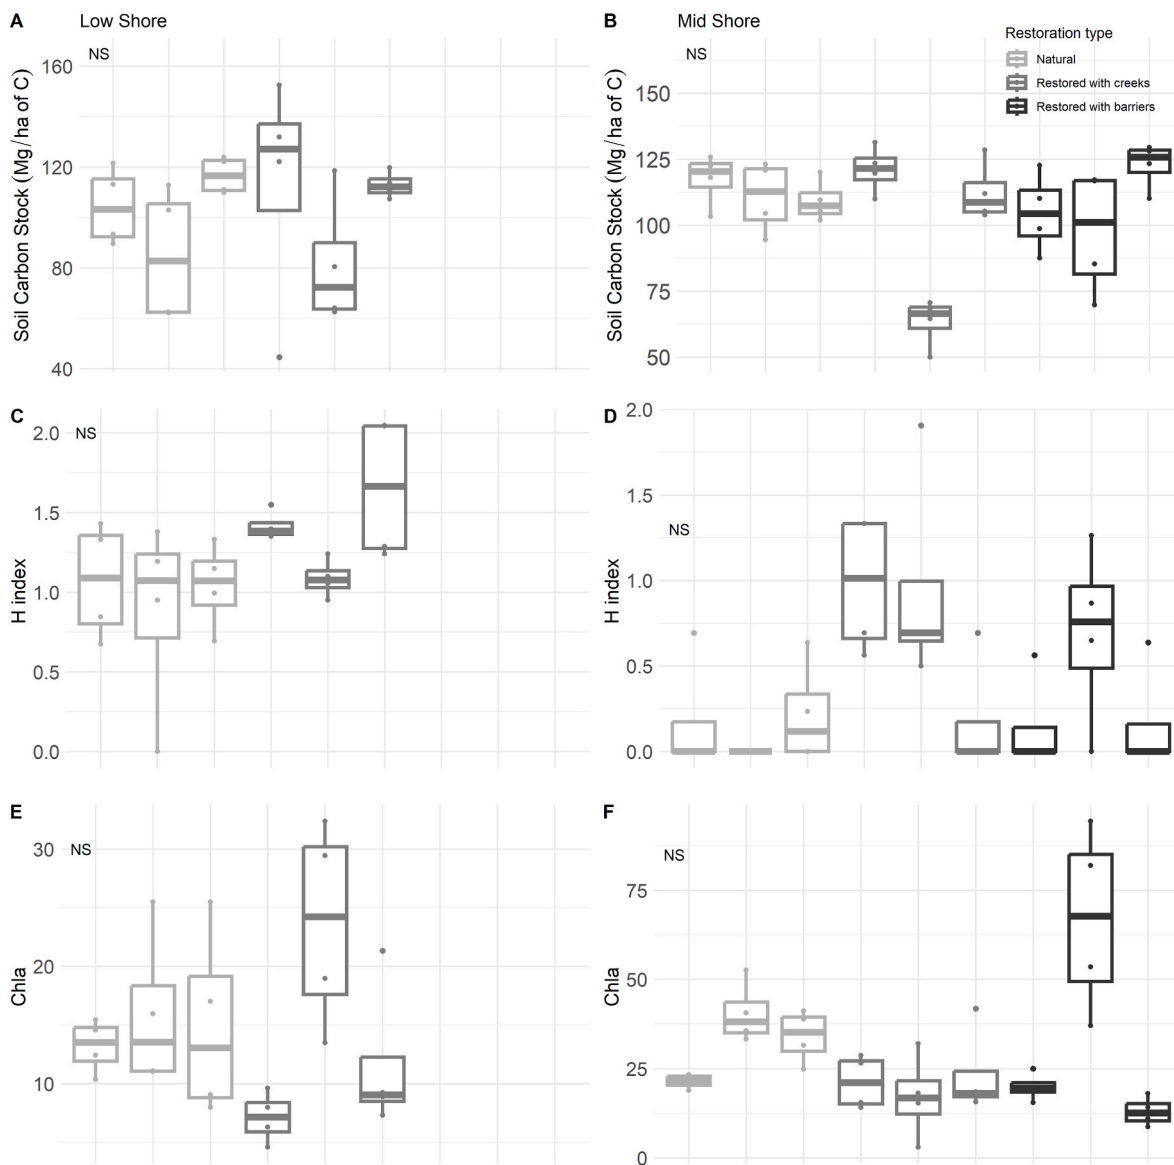 A Low Shore
NS
Soil Carbon Stock (Mg/ha of C)
160
120
80
40
B Mid Shore
NS
Restoration type
Natural
Restored with creeks
Restored with barriers
Soil Carbon Stock (Mg/ha of C)
150
125
100
75
50
C
NS
H index
2.0
1.5
1.0
0.5
0.0
D
NS
H index
2.0
1.5
1.0
0.5
0.0
E
NS
Chla
30
20
10
F
NS
Chla
75
50
25
0